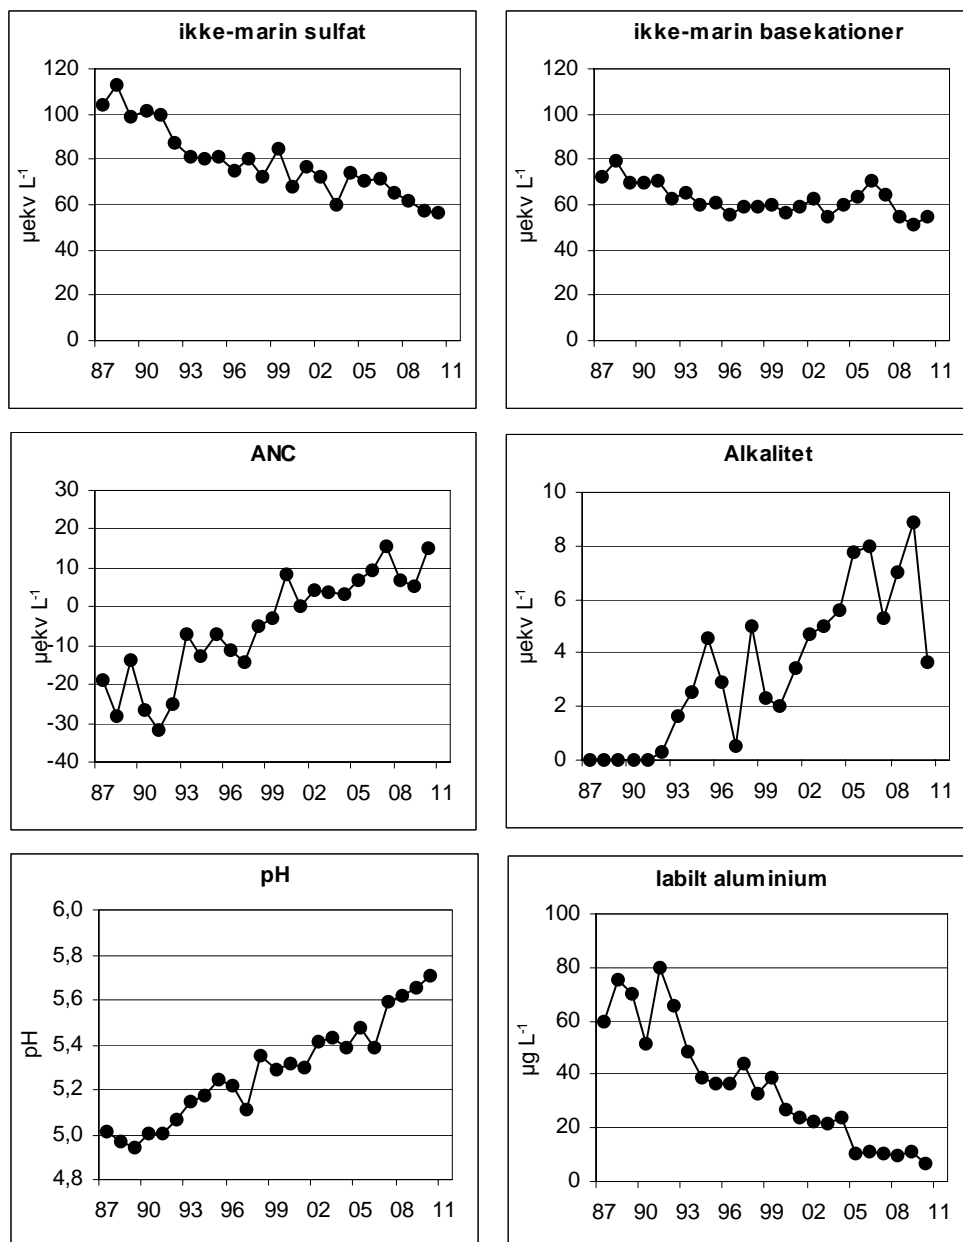 ikke-marin sulfat
120
100
80
60
40
20
0
µekv L-1
87 90 93 96 99 02 05 08 11
ikke-marin basekationer
120
100
80
60
40
20
0
µekv L-1
87 90 93 96 99 02 05 08 11
ANC
30
20
10
0
-10
-20
-30
-40
µekv L-1
87 90 93 96 99 02 05 08 11
Alkalitet
10
8
6
4
2
0
µekv L-1
87 90 93 96 99 02 05 08 11
pH
6,0
5,8
5,6
5,4
5,2
5,0
4,8
pH
87 90 93 96 99 02 05 08 11
labilt aluminium
100
80
60
40
20
0
µg L-1
87 90 93 96 99 02 05 08 11